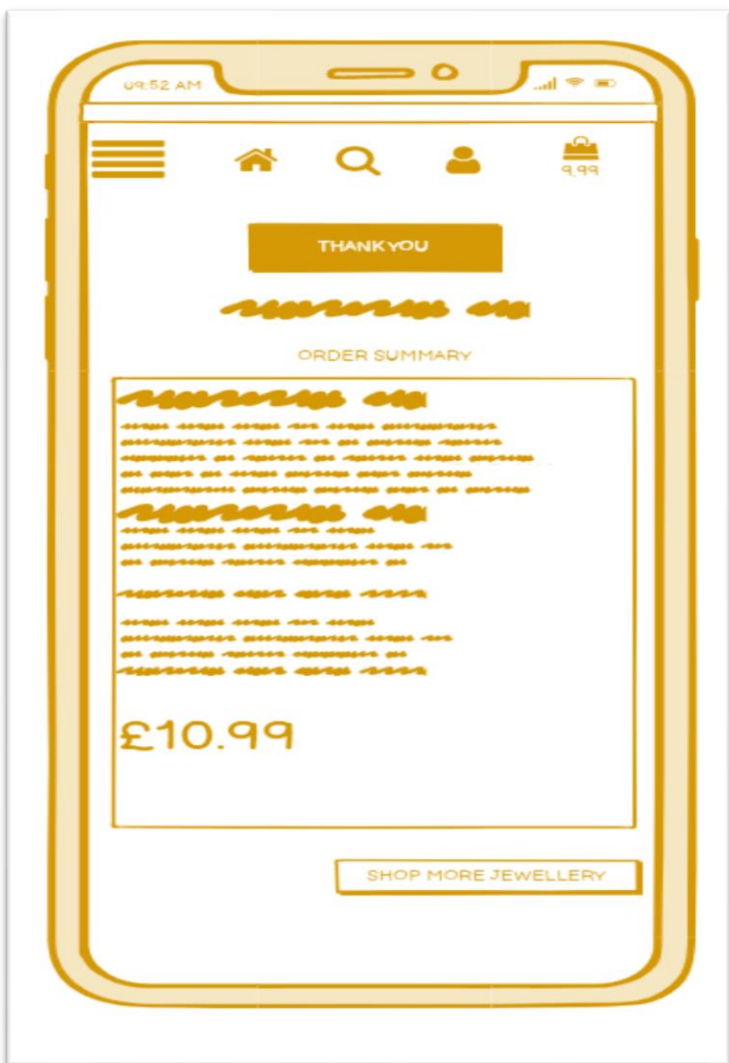 09:52 AM
9.99
THANK YOU
ORDER SUMMARY
£10.99
SHOP MORE JEWELLERY